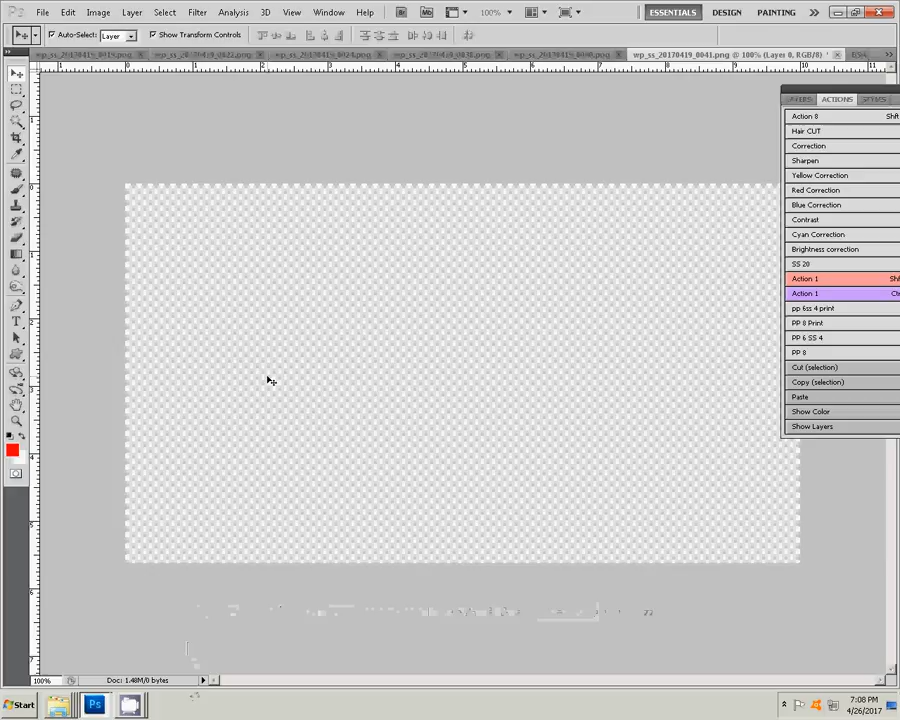 File Edit Image Layer Select Filter Analysis 3D View Window Help 100% ESSENTIALS DESIGN PAINTING
Auto-Select: Layer Show Transform Controls
wp_ss_20170419_0041.png @ 100% (Layer 0, RGB/8)
LAYERS ACTIONS STYLES
Action 8 Shft
Hair CUT
Correction
Sharpen
Yellow Correction
Red Correction
Blue Correction
Contrast
Cyan Correction
Brightness correction
SS 20
Action 1
Action 1
pp 6ss 4 print
PP 8 Print
PP 6 SS 4
PP 8
Cut (selection)
Copy (selection)
Paste
Show Color
Show Layers
100% Doc: 1.48M/0 bytes
Start Ps 7:08 PM
4/26/2017